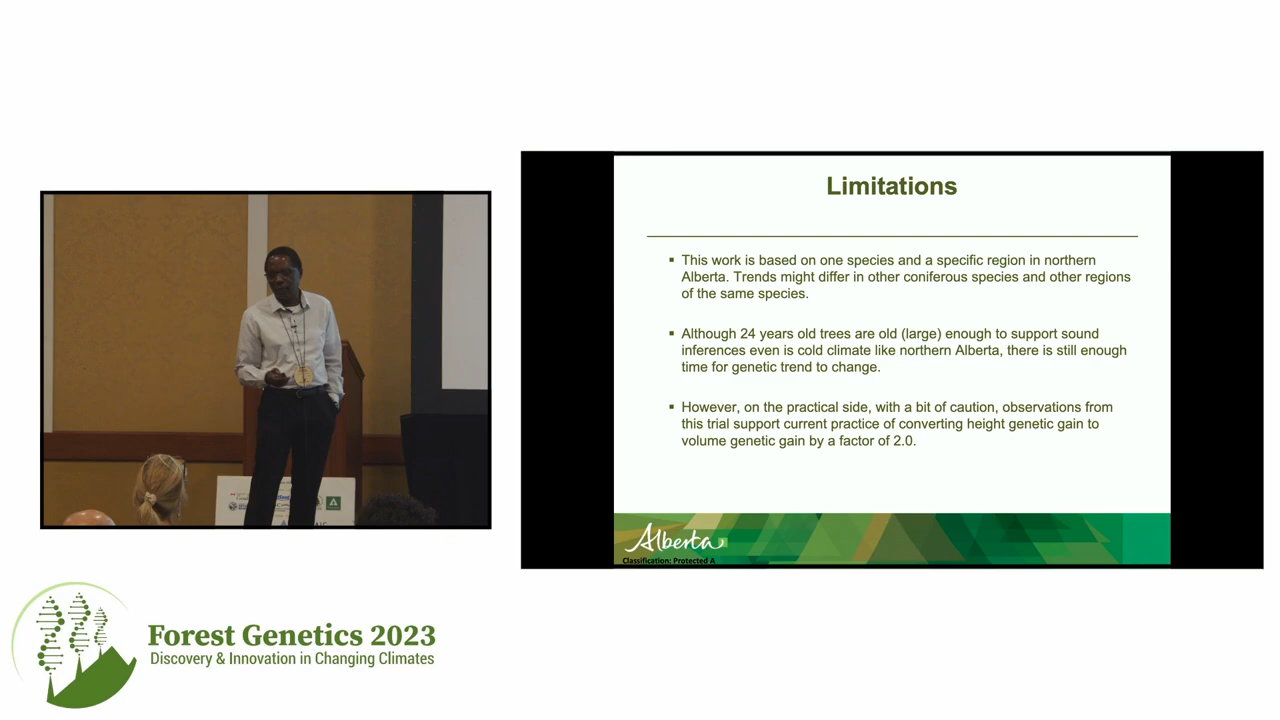 Limitations
▪ This work is based on one species and a specific region in northern
Alberta. Trends might differ in other coniferous species and other regions
of the same species.
▪ Although 24 years old trees are old (large) enough to support sound
inferences even is cold climate like northern Alberta, there is still enough
time for genetic trend to change.
▪ However, on the practical side, with a bit of caution, observations from
this trial support current practice of converting height genetic gain to
volume genetic gain by a factor of 2.0.
Alberta
Classification: Protected A
Forest Genetics 2023
Discovery & Innovation in Changing Climates